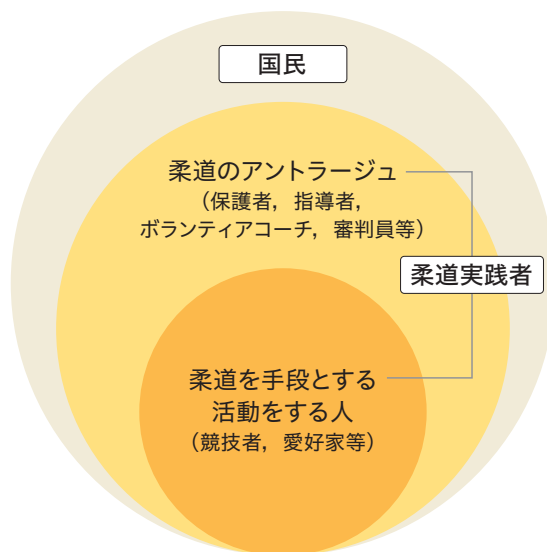 国民
柔道のアントラージュ
（保護者，指導者，
ボランティアコーチ，審判員等）
柔道実践者
柔道を手段とする
活動をする人
（競技者，愛好家等）